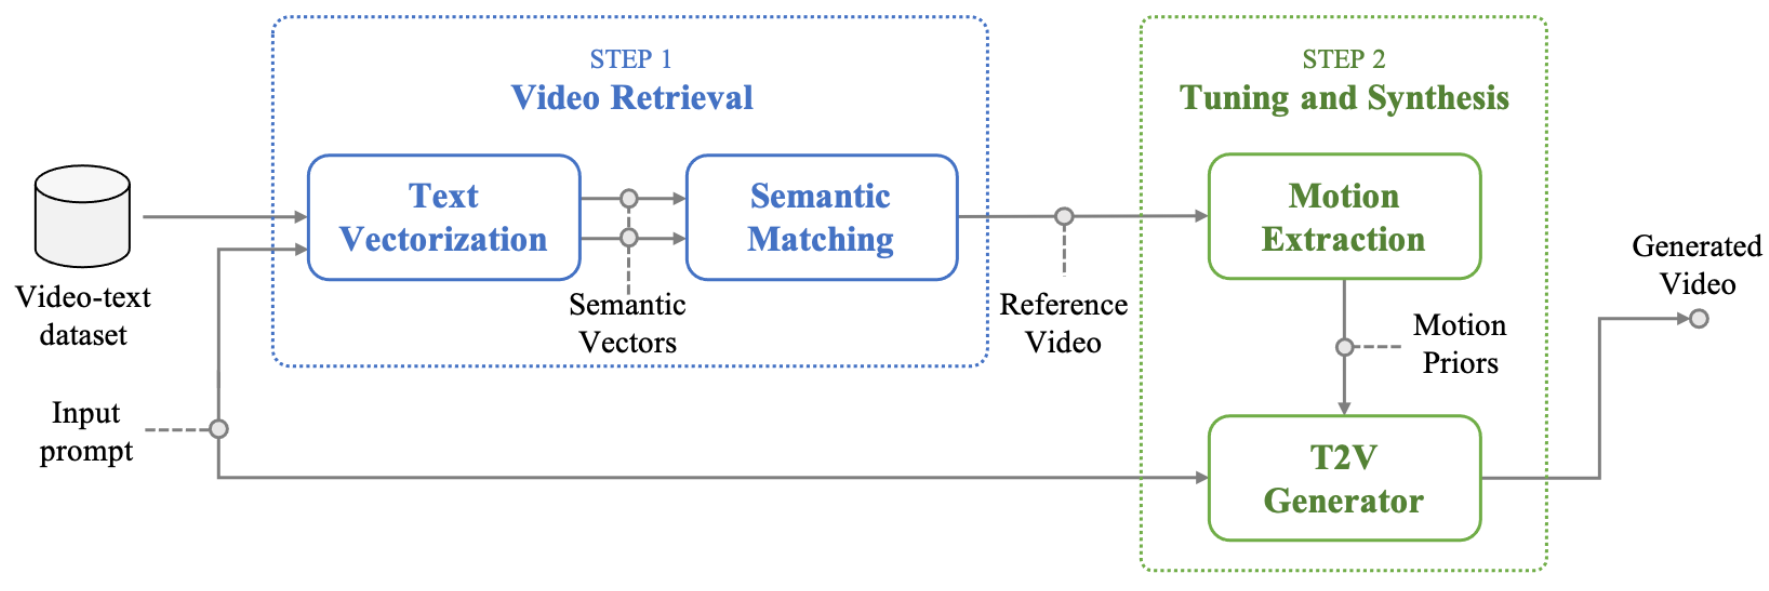 STEP 1
Video Retrieval
Text
Vectorization
Semantic
Matching
Semantic
Vectors
Video-text
dataset
Input
prompt
Reference
Video
STEP 2
Tuning and Synthesis
Motion
Extraction
Motion
Priors
T2V
Generator
Generated
Video